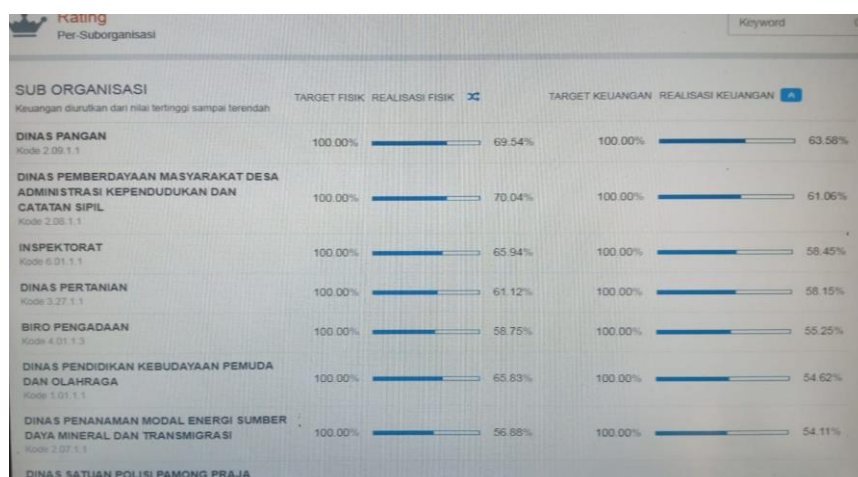 Rating
Per-Suborganisasi
Keyword
SUB ORGANISASI
Keuangan diurutkan dari nilai tertinggi sampai terendah
TARGET FISIK REALISASI FISIK TARGET KEUANGAN REALISASI KEUANGAN
DINAS PANGAN
Kode 2.09.1.1
100.00% 69.54% 100.00% 63.58%
DINAS PEMBERDAYAAN MASYARAKAT DESA
ADMINISTRASI KEPENDUDUKAN DAN
CATATAN SIPIL
Kode 2.06.1.1
100.00% 70.04% 100.00% 61.06%
INSPEKTORAT
Kode 6.01.1.1
100.00% 65.94% 100.00% 58.45%
DINAS PERTANIAN
Kode 3.27.1.1
100.00% 61.12% 100.00% 58.15%
BIRO PENGADAAN
Kode 4.01.1.3
100.00% 58.75% 100.00% 55.25%
DINAS PENDIDIKAN KEBUDAYAAN PEMUDA
DAN OLAHRAGA
Kode 1.01.1.1
100.00% 65.83% 100.00% 54.62%
DINAS PENANAMAN MODAL ENERGI SUMBER
DAYA MINERAL DAN TRANSMIGRASI
Kode 2.07.1.1
100.00% 56.88% 100.00% 54.11%
DINAS SATUAN POLISI PAMONG PRAJA